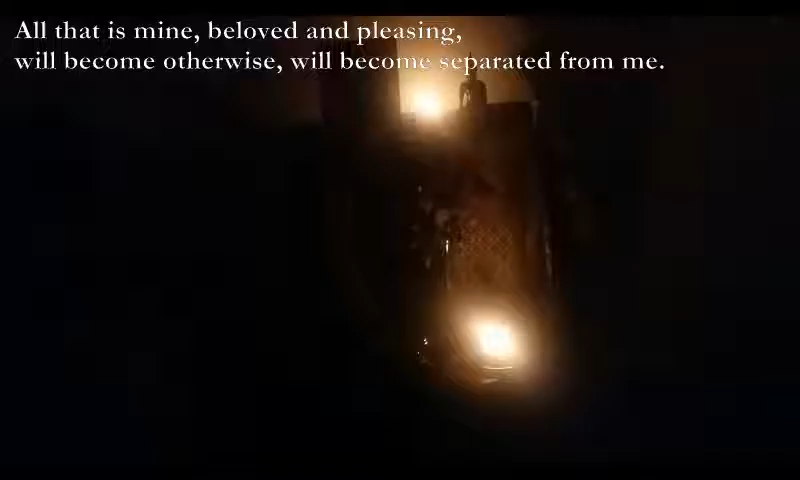 All that is mine, beloved and pleasing,
will become otherwise, will become separated from me.